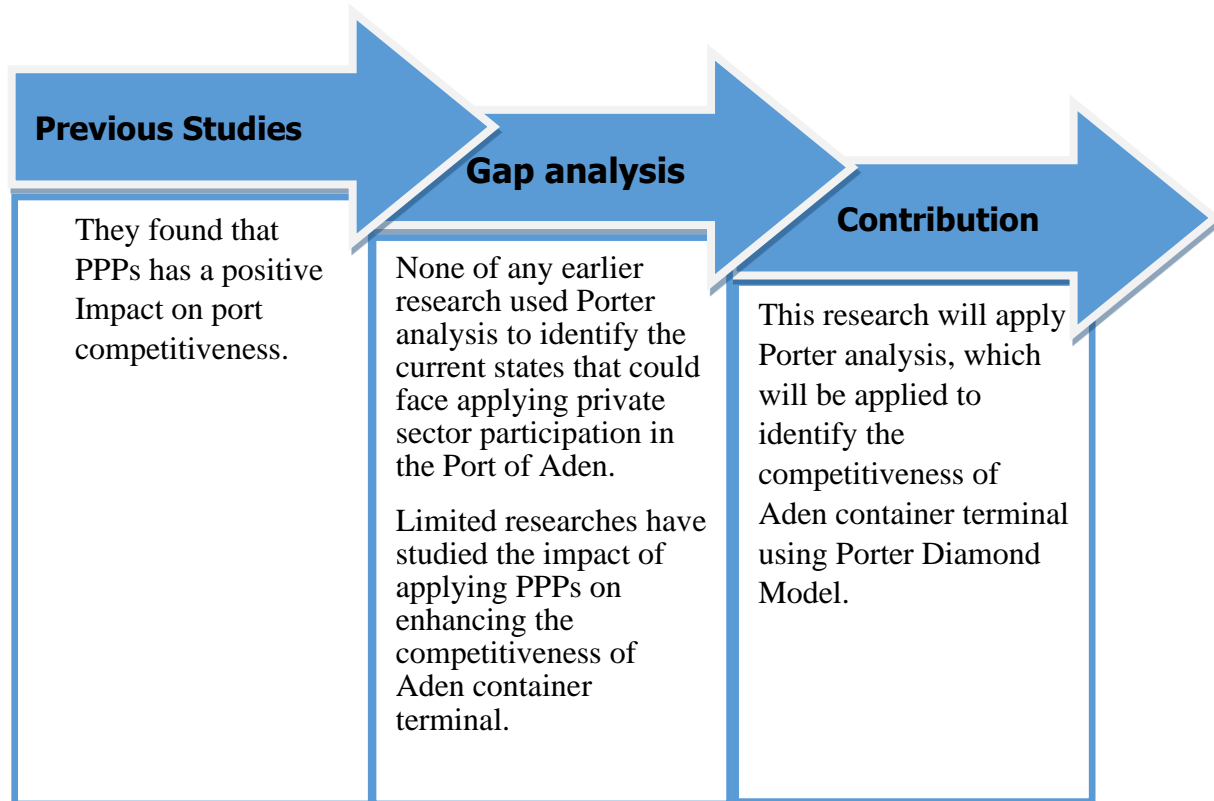 Previous Studies
They found that
PPPs has a positive
Impact on port
competitiveness.
Gap analysis
None of any earlier
research used Porter
analysis to identify the
current states that could
face applying private
sector participation in
the Port of Aden.
Limited researches have
studied the impact of
applying PPPs on
enhancing the
competitiveness of
Aden container
terminal.
Contribution
This research will apply
Porter analysis, which
will be applied to
identify the
competitiveness of
Aden container terminal
using Porter Diamond
Model.